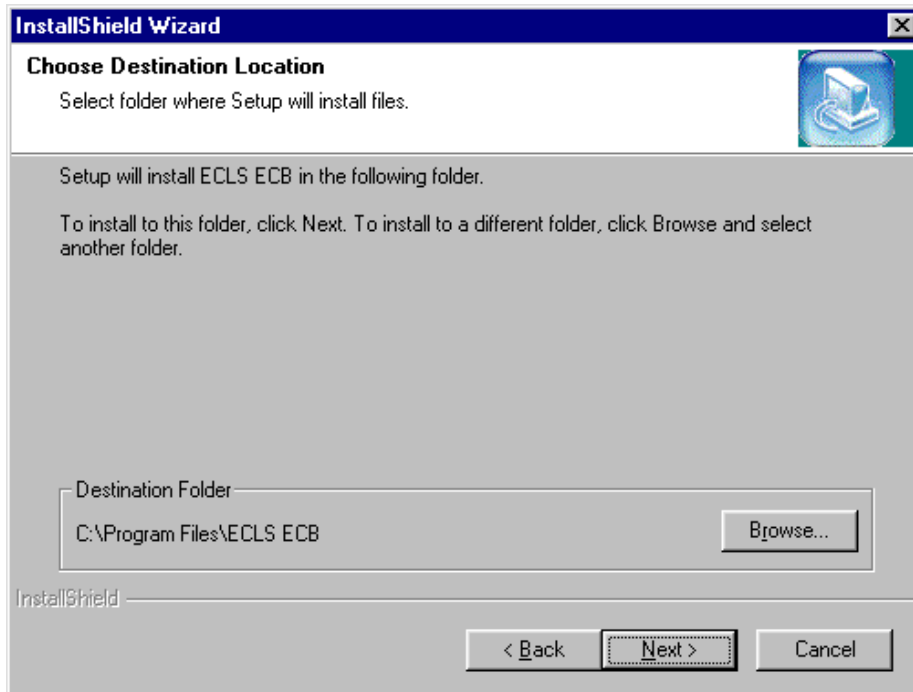 InstallShield Wizard
Choose Destination Location
Select folder where Setup will install files.
Setup will install ECLS ECB in the following folder.
To install to this folder, click Next. To install to a different folder, click Browse and select
another folder.
Destination Folder
C:\Program Files\ECLS ECB
Browse...
InstallShield
< Back
Next >
Cancel